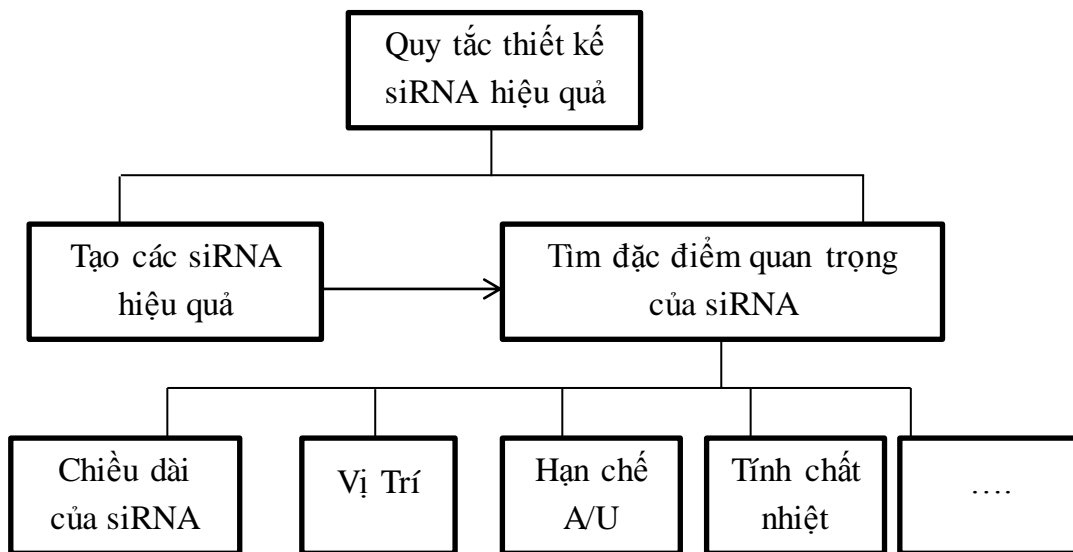 Quy tắc thiết kế
siRNA hiệu quả
Tạo các siRNA
hiệu quả
Tìm đặc điểm quan trọng
của siRNA
Chiều dài
của siRNA
Vị Trí
Hạn chế
A/U
Tính chất
nhiệt
....